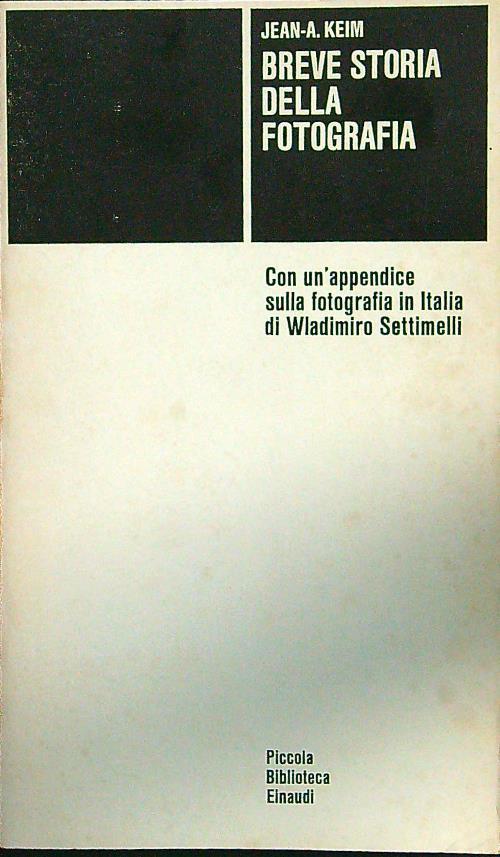 JEAN-A. KEIM
BREVE STORIA
DELLA
FOTOGRAFIA
Con un'appendice
sulla fotografia in Italia
di Wladimiro Settimelli
Piccola
Biblioteca
Einaudi